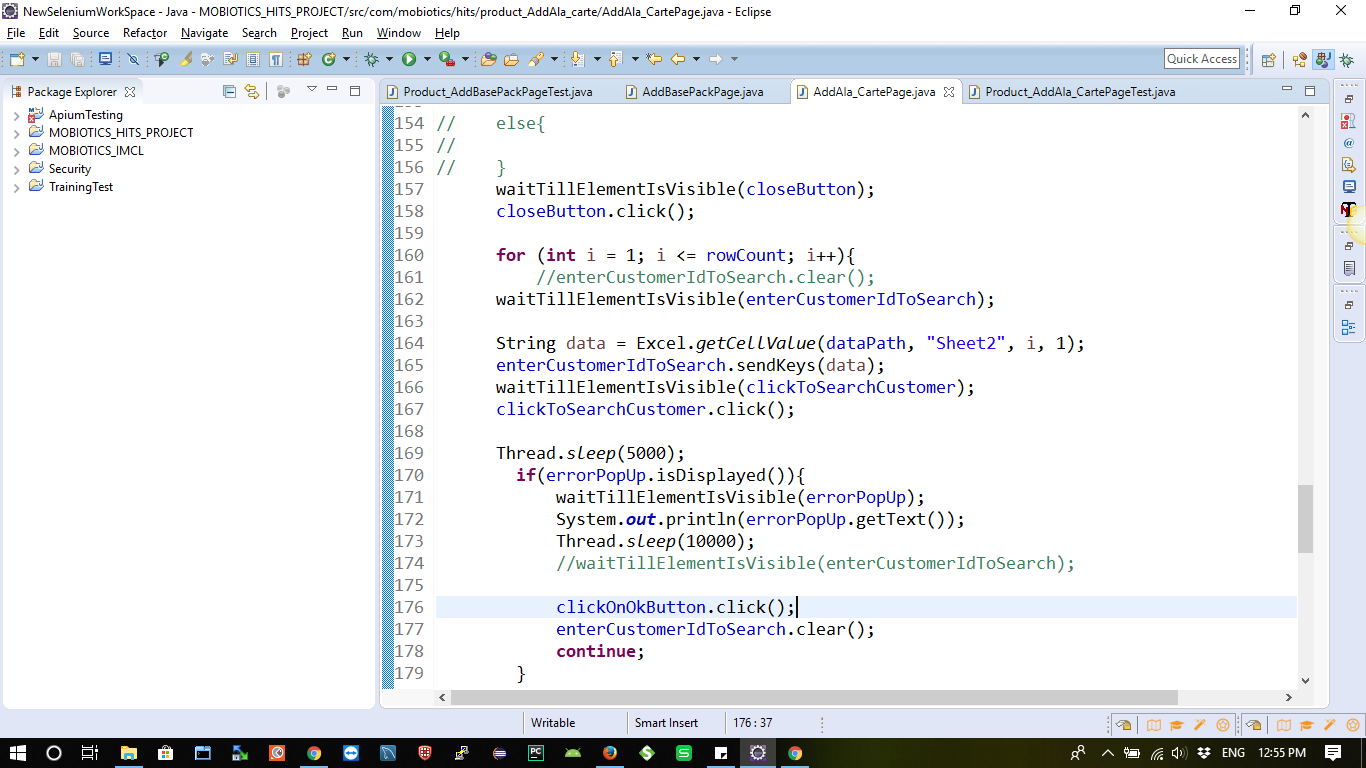 NewSeleniumWorkSpace - Java - MOBIOTICS_HITS_PROJECT/src/com/mobiotics/hits/product_AddAla_carte/AddAla_CartePage.java - Eclipse
File Edit Source Refactor Navigate Search Project Run Window Help
Quick Access
Package Explorer
ApiumTesting
MOBIOTICS_HITS_PROJECT
MOBIOTICS_IMCL
Security
TrainingTest
Product_AddBasePackPageTest.java AddBasePackPage.java AddAla_CartePage.java Product_AddAla_CartePageTest.java
154 // else{
155 //
156 // }
157 waitTillElementIsVisible(closeButton);
158 closeButton.click();
159
160 for (int i = 1; i <= rowCount; i++){
161 //enterCustomerIdToSearch.clear();
162 waitTillElementIsVisible(enterCustomerIdToSearch);
163
164 String data = Excel.getCellValue(dataPath, "Sheet2", i, 1);
165 enterCustomerIdToSearch.sendKeys(data);
166 waitTillElementIsVisible(clickToSearchCustomer);
167 clickToSearchCustomer.click();
168
169 Thread.sleep(5000);
170 if(errorPopUp.isDisplayed()){
171 waitTillElementIsVisible(errorPopUp);
172 System.out.println(errorPopUp.getText());
173 Thread.sleep(10000);
174 //waitTillElementIsVisible(enterCustomerIdToSearch);
175
176 clickOnOkButton.click();
177 enterCustomerIdToSearch.clear();
178 continue;
179 }
Writable Smart Insert 176 : 37
ENG 12:55 PM